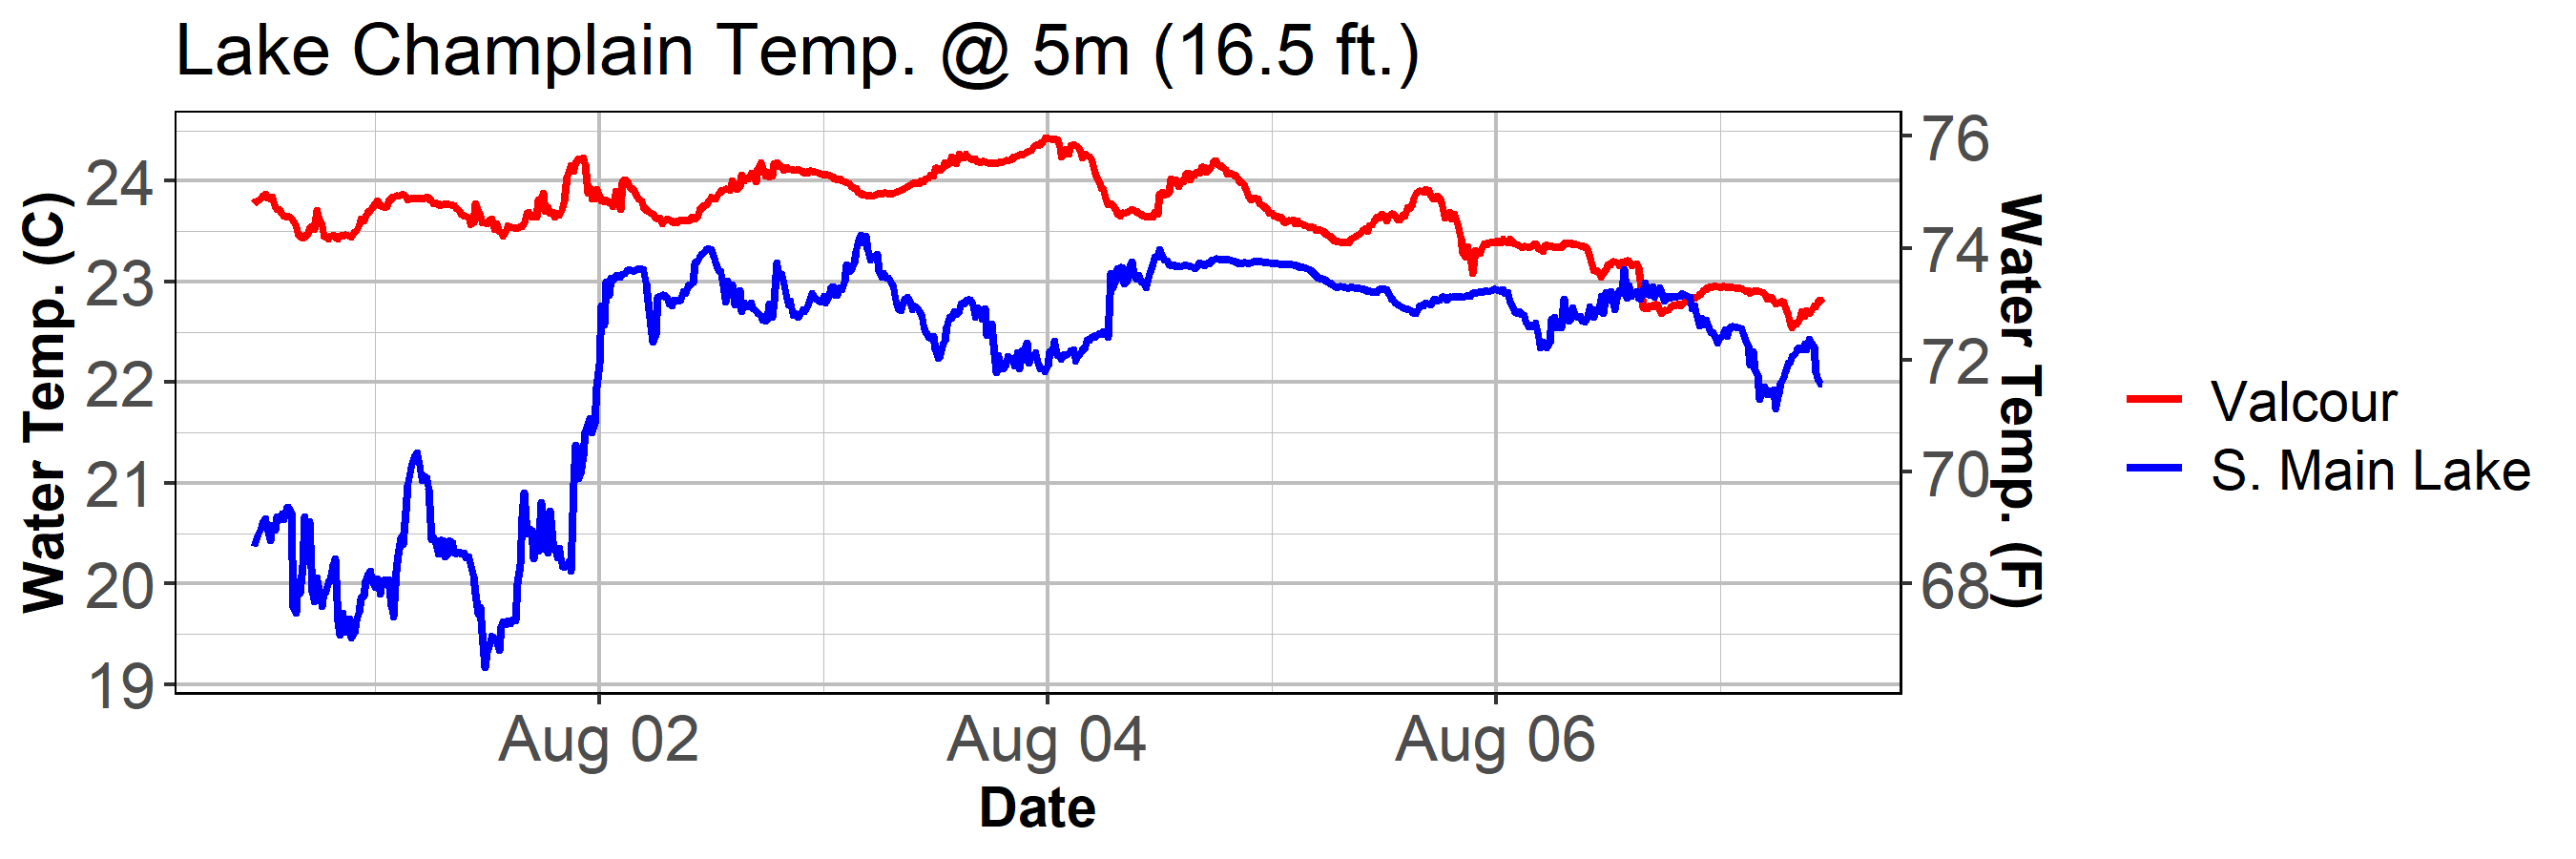 Lake Champlain Temp. @ 5m (16.5 ft.)
Water Temp. (C)
24
23
22
21
20
19
76
74
72
70
68
Water Temp. (F)
Aug 02
Aug 04
Aug 06
Date
Valcour
S. Main Lake